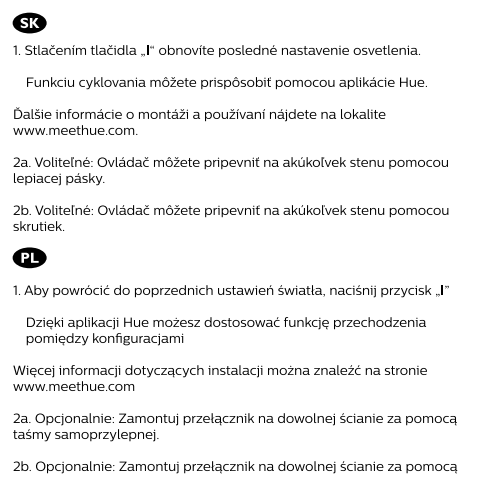 SK
1. Stlačením tlačidla „I“ obnovíte posledné nastavenie osvetlenia.
Funkciu cyklovania môžete prispôsobiť pomocou aplikácie Hue.
Ďalšie informácie o montáži a používaní nájdete na lokalite
www.meethue.com.
2a. Voliteľné: Ovládač môžete pripevniť na akúkoľvek stenu pomocou
lepiacej pásky.
2b. Voliteľné: Ovládač môžete pripevniť na akúkoľvek stenu pomocou
skrutiek.
PL
1. Aby powrócić do poprzednich ustawień światła, naciśnij przycisk „I”
Dzięki aplikacji Hue możesz dostosować funkcję przechodzenia
pomiędzy konfiguracjami
Więcej informacji dotyczących instalacji można znaleźć na stronie
www.meethue.com
2a. Opcjonalnie: Zamontuj przełącznik na dowolnej ścianie za pomocą
taśmy samoprzylepnej.
2b. Opcjonalnie: Zamontuj przełącznik na dowolnej ścianie za pomocą